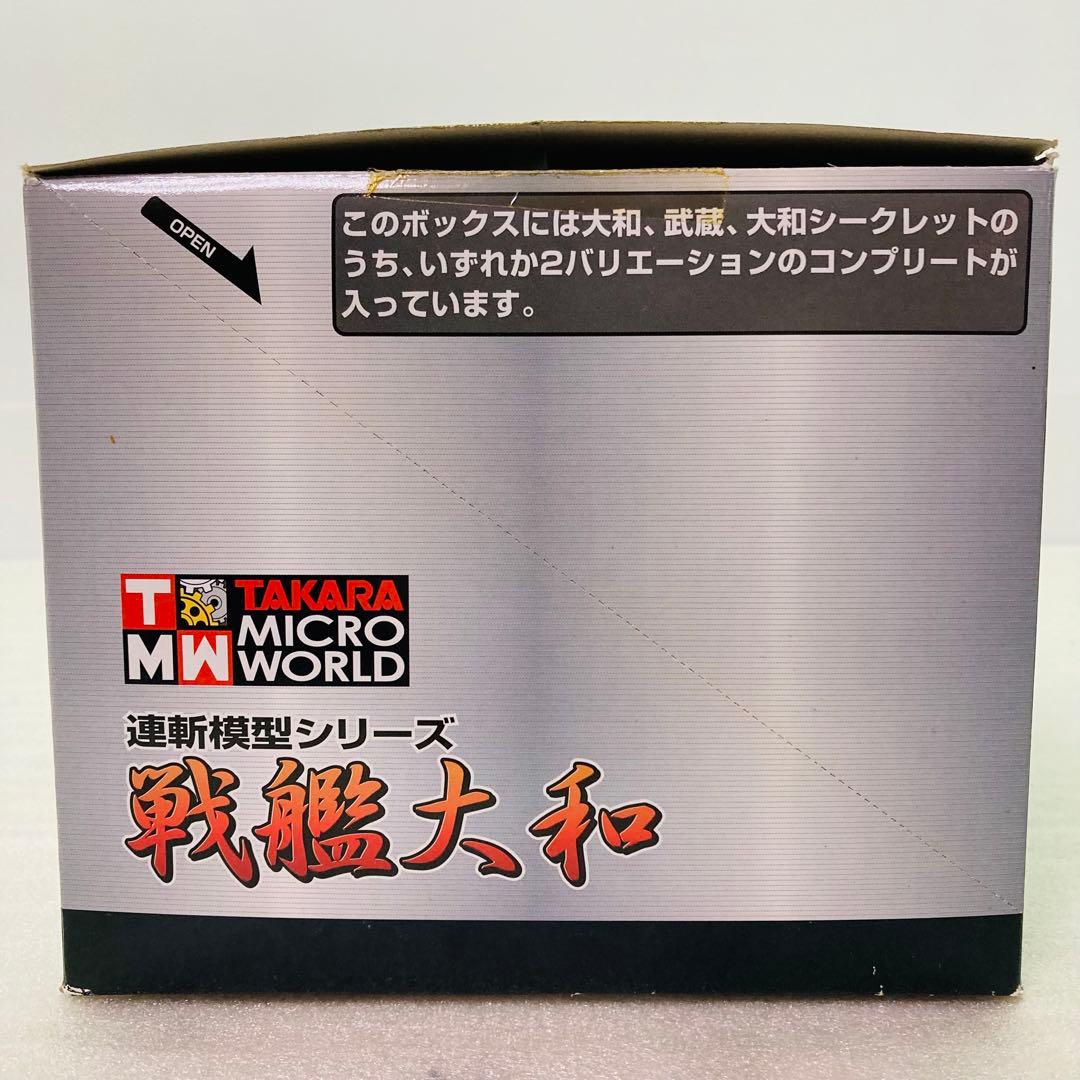 OPEN
このボックスには大和、武蔵、大和シークレットの
うち、いずれか2バリエーションのコンプリートが
入っています。
TMW
TAKARA
MICRO
WORLD
連斬模型シリーズ
戦艦大和